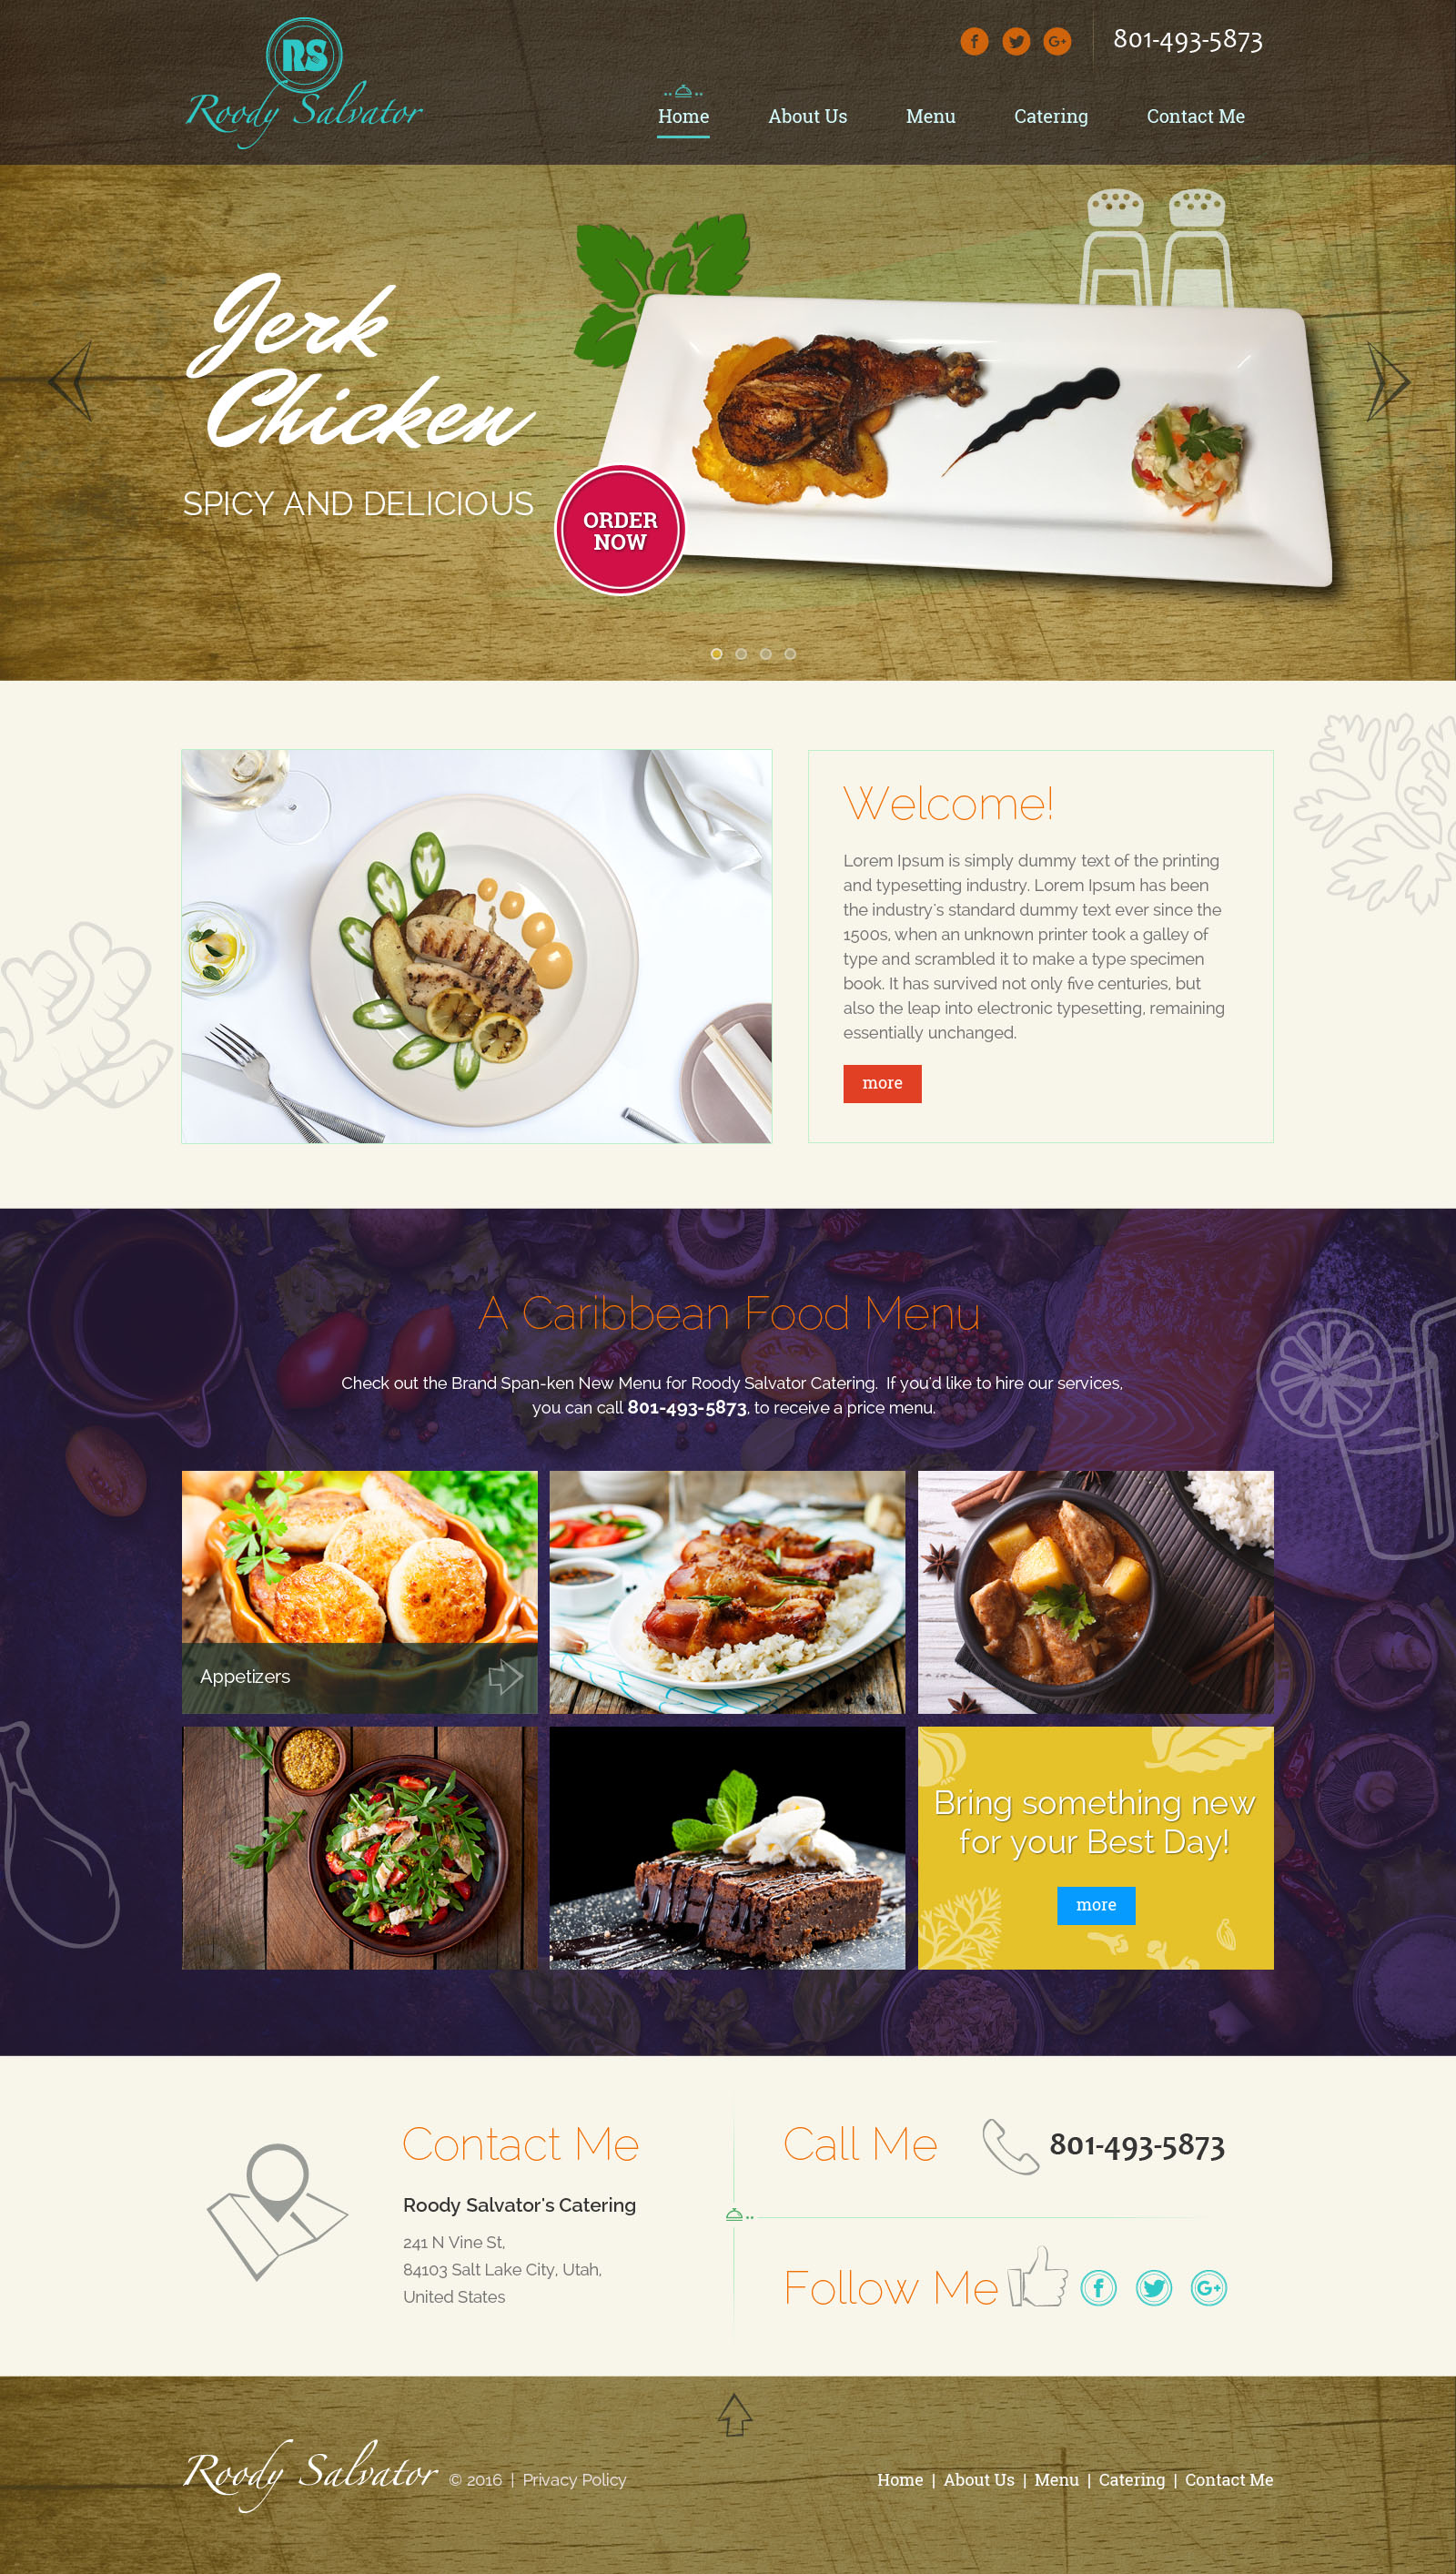 RS
Roody Salvator
801-493-5873
Home About Us Menu Catering Contact Me
Jerk
Chicken
SPICY AND DELICIOUS
ORDER
NOW
Welcome!
Lorem Ipsum is simply dummy text of the printing
and typesetting industry. Lorem Ipsum has been
the industry's standard dummy text ever since the
1500s, when an unknown printer took a galley of
type and scrambled it to make a type specimen
book. It has survived not only five centuries, but
also the leap into electronic typesetting, remaining
essentially unchanged.
more
A Caribbean Food Menu
Check out the Brand Span-ken New Menu for Roody Salvator Catering. If you'd like to hire our services,
you can call 801-493-5873, to receive a price menu.
Appetizers
Bring something new
for your Best Day!
more
Contact Me
Roody Salvator's Catering
241 N Vine St,
84103 Salt Lake City, Utah,
United States
Call Me
801-493-5873
Follow Me
Roody Salvator © 2016 | Privacy Policy
Home | About Us | Menu | Catering | Contact Me